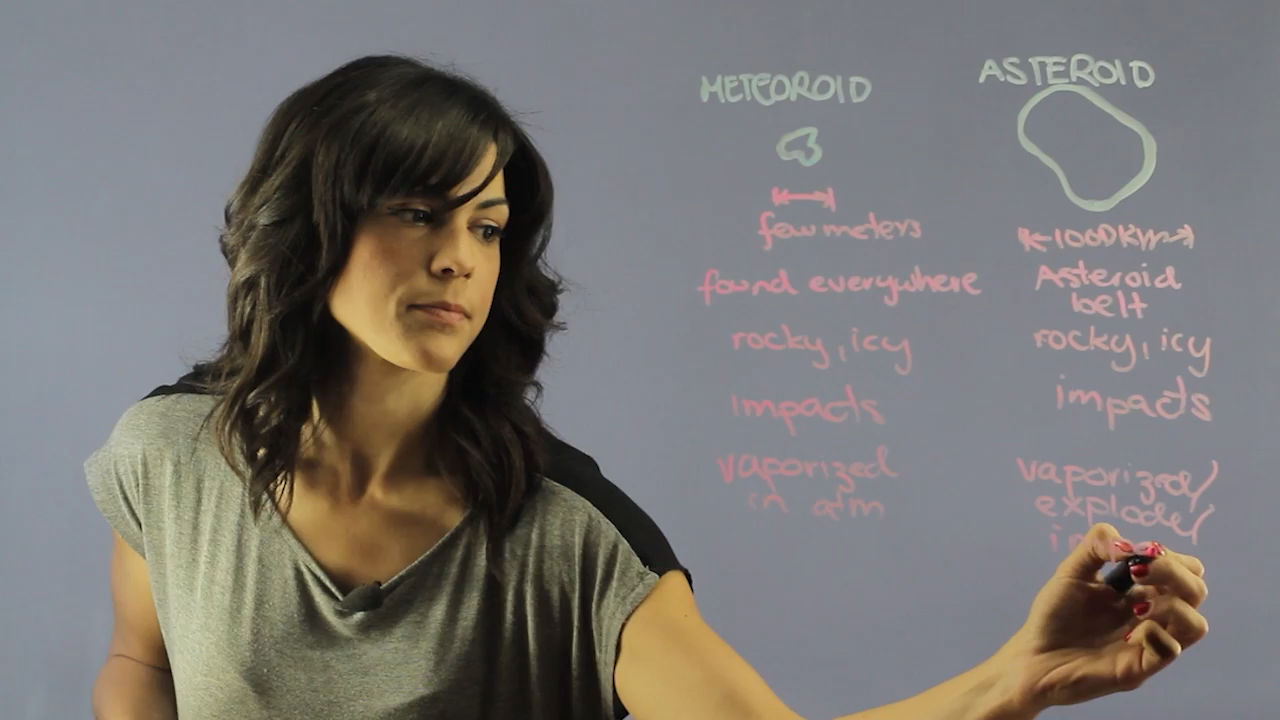 METEOROID
few meters
found everywhere
rocky, icy
impacts
vaporized
in atm
ASTEROID
1000Km
Asteroid
belt
rocky, icy
impacts
vaporized/
explode/